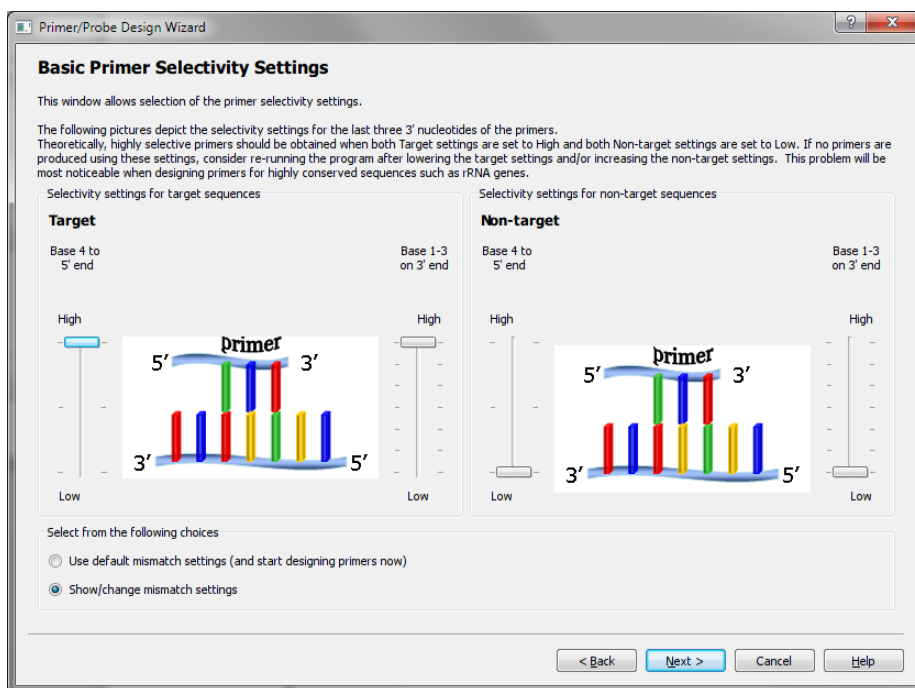 Primer/Probe Design Wizard
Basic Primer Selectivity Settings
This window allows selection of the primer selectivity settings.
The following pictures depict the selectivity settings for the last three 3' nucleotides of the primers.
Theoretically, highly selective primers should be obtained when both Target settings are set to High and both Non-target settings are set to Low. If no primers are
produced using these settings, consider re-running the program after lowering the target settings and/or increasing the non-target settings. This problem will be
most noticeable when designing primers for highly conserved sequences such as rRNA genes.
Selectivity settings for target sequences
Target
Base 4 to
5' end
Base 1-3
on 3' end
High
High
primer
5′
3′
3′
5′
Low
Low
Selectivity settings for non-target sequences
Non-target
Base 4 to
5' end
Base 1-3
on 3' end
High
High
primer
5′
3′
3′
5′
Low
Low
Select from the following choices
Use default mismatch settings (and start designing primers now)
Show/change mismatch settings
< Back
Next >
Cancel
Help